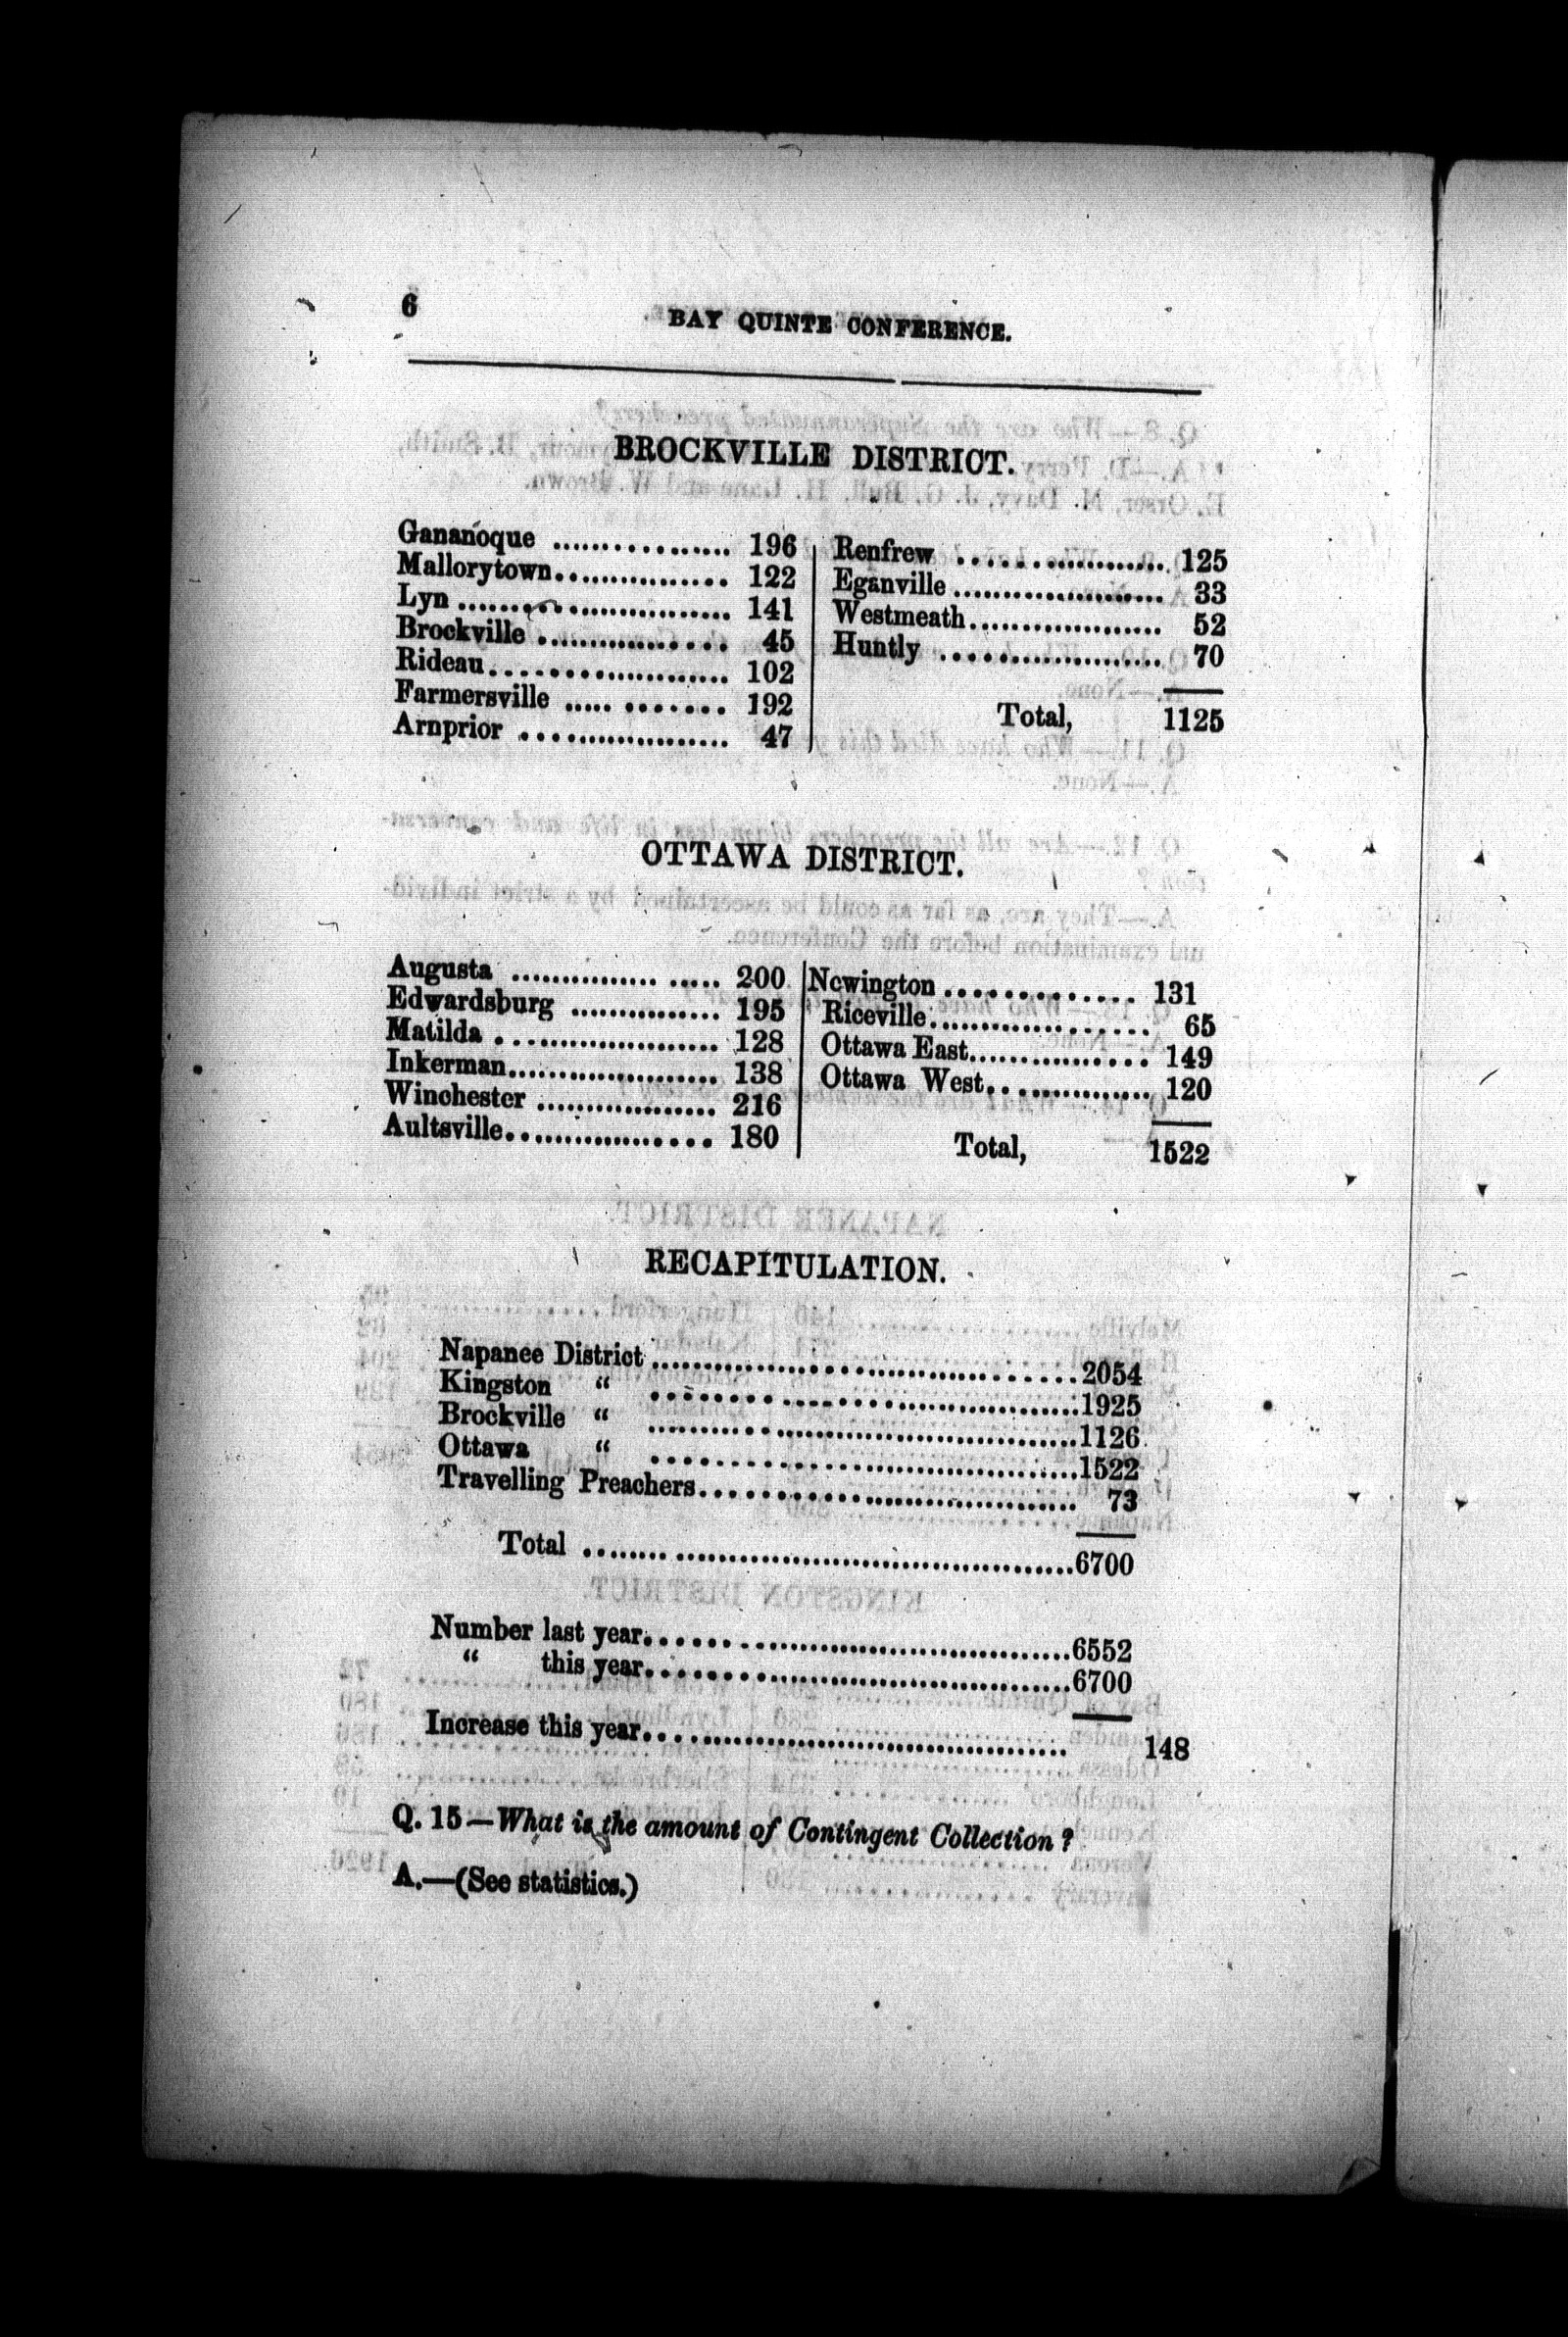 6
BAY QUINTE CONFERENCE.
BROCKVILLE DISTRICT.
Gananoque ................ 196
Mallorytown............... 122
Lyn ........................ 141
Brockville ................ 45
Rideau.................... 102
Farmersville ..... ....... 192
Arnprior .................. 47
Renfrew ................... 125
Eganville .................... 33
Westmeath.................. 52
Huntly ..................... 70
Total, 1125
OTTAWA DISTRICT.
Augusta ............... ..... 200
Edwardsburg ............... 195
Matilda ..................... 128
Inkerman..................... 138
Winchester .................. 216
Aultsville.................. 180
Newington ............. 131
Riceville..................... 65
Ottawa East................ 149
Ottawa West................ 120
Total, 1522
RECAPITULATION.
Napanee District ........................................2054
Kingston “ ........................................1925
Brockville “ ........................................1126
Ottawa “ ........................................1522
Travelling Preachers.................................... 73
Total ................................................6700
Number last year........................................6552
“ this year........................................6700
Increase this year........................................ 148
Q. 15—What is the amount of Contingent Collection?
A.—(See statistics.)